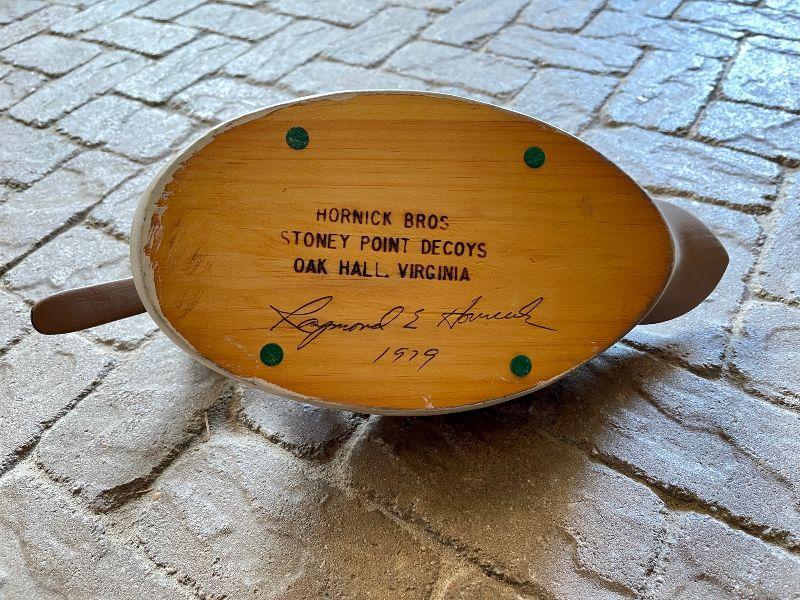 HORNICK BROS
STONEY POINT DECOYS
OAK HALL, VIRGINIA
Raymond E Hornick
1979